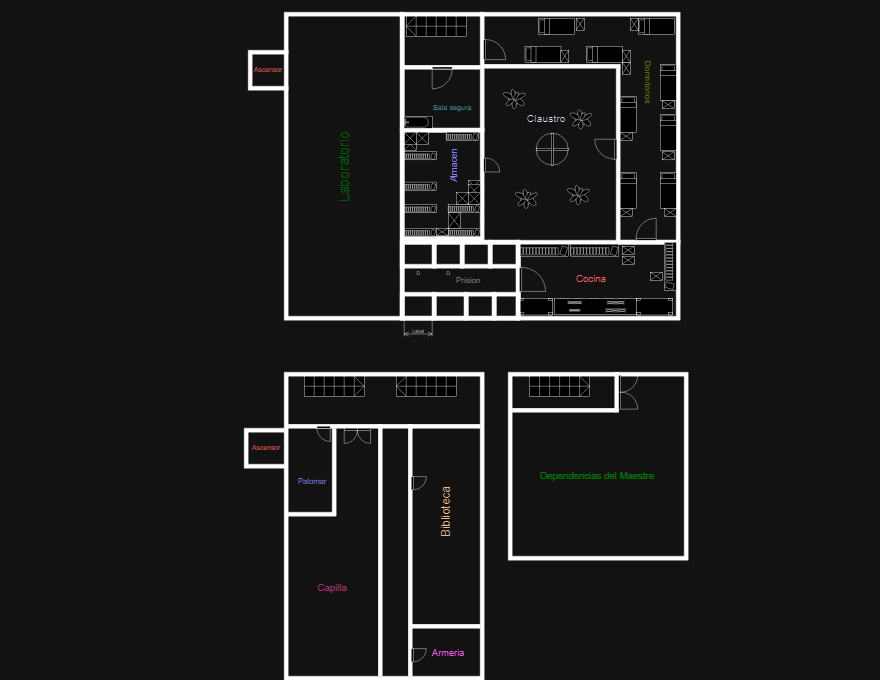 Ascensor
Laboratorio
Sala segura
Almacen
Claustro
Dormitorios
Prision
Cocina
Label
Ascensor
Palomar
Capilla
Biblioteca
Armeria
Dependencias del Maestre